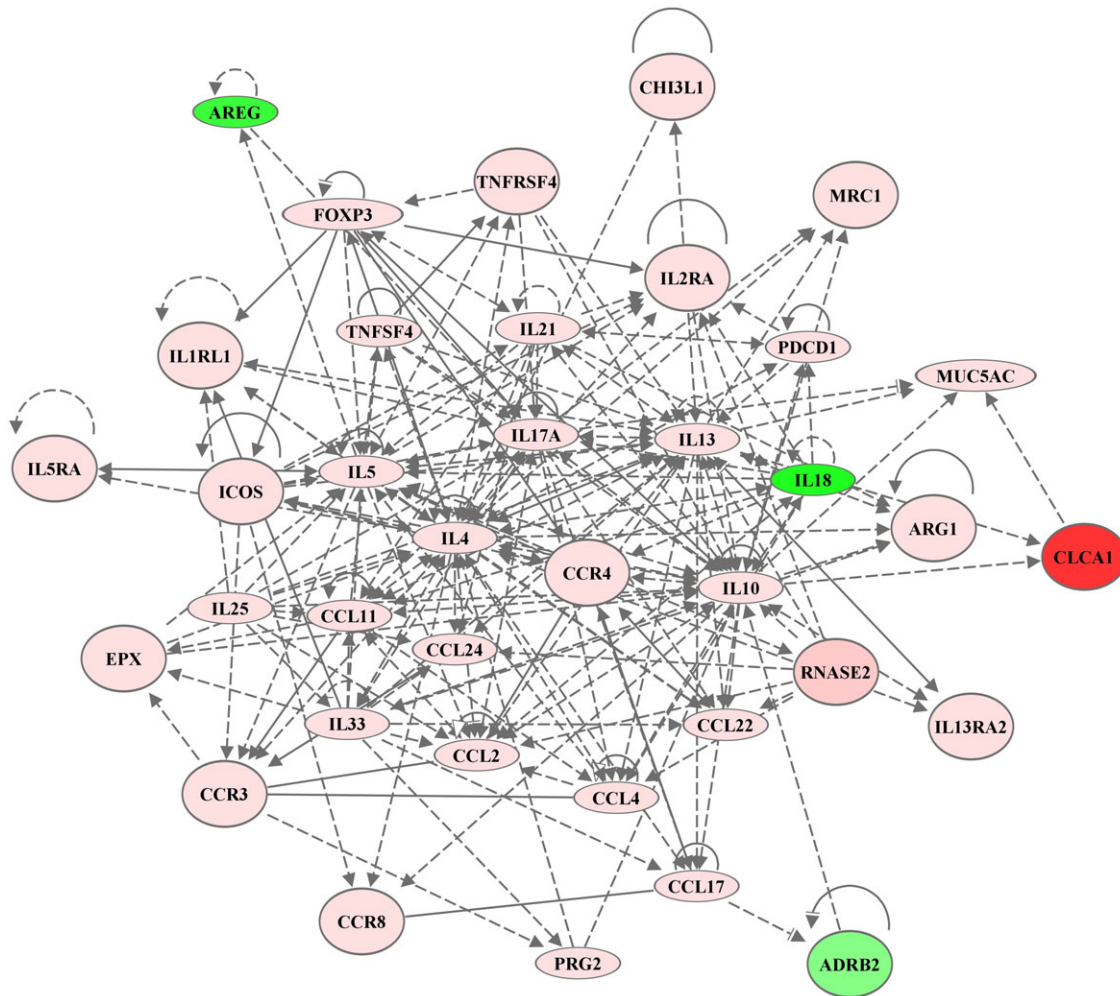 CHI3L1
AREG
TNFRSF4
MRC1
FOXP3
IL2RA
TNFSF4
IL21
PDCD1
IL1RL1
MUC5AC
IL17A
IL13
IL5RA
IL5
IL18
ICOS
ARG1
IL4
CLCA1
CCR4
IL10
IL25
CCL11
CCL24
EPX
RNASE2
IL33
CCL22
IL13RA2
CCL2
CCR3
CCL4
CCL17
CCR8
PRG2
ADRB2